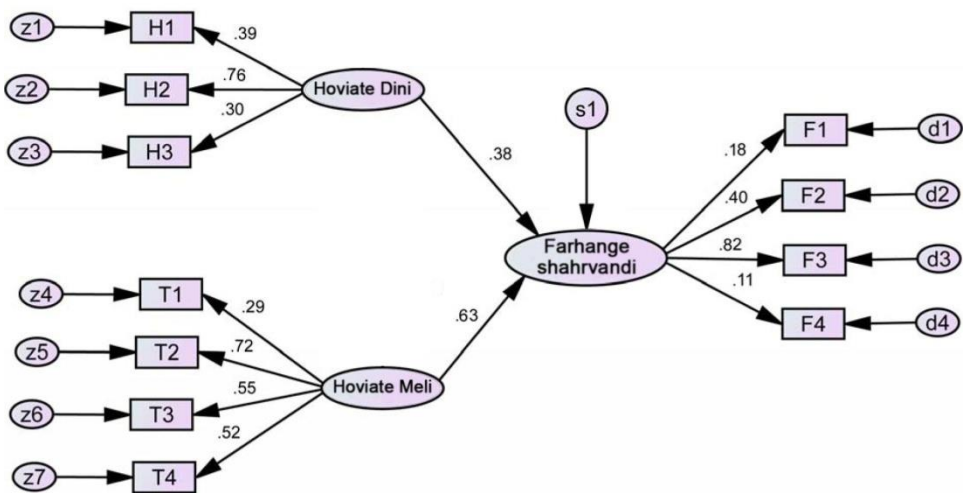 z1
H1
.39
z2
H2
.76
Hoviate Dini
z3
H3
.30
.38
s1
F1
d1
.18
F2
d2
.40
Farhange
shahrvandi
.82
F3
d3
.11
F4
d4
z4
T1
.29
.63
z5
T2
.72
Hoviate Meli
z6
T3
.55
.52
z7
T4